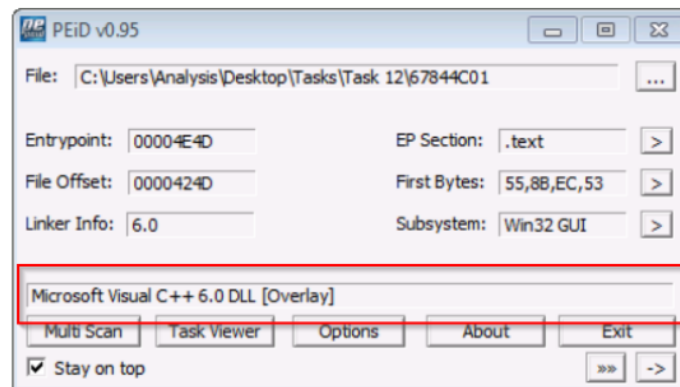 PEiD v0.95
File: C:\Users\Analysis\Desktop\Tasks\Task 12\67844C01 ...
Entrypoint: 00004E4D EP Section: .text >
File Offset: 0000424D First Bytes: 55,8B,EC,53 >
Linker Info: 6.0 Subsystem: Win32 GUI >
Microsoft Visual C++ 6.0 DLL [Overlay]
Multi Scan Task Viewer Options About Exit
Stay on top »» ->